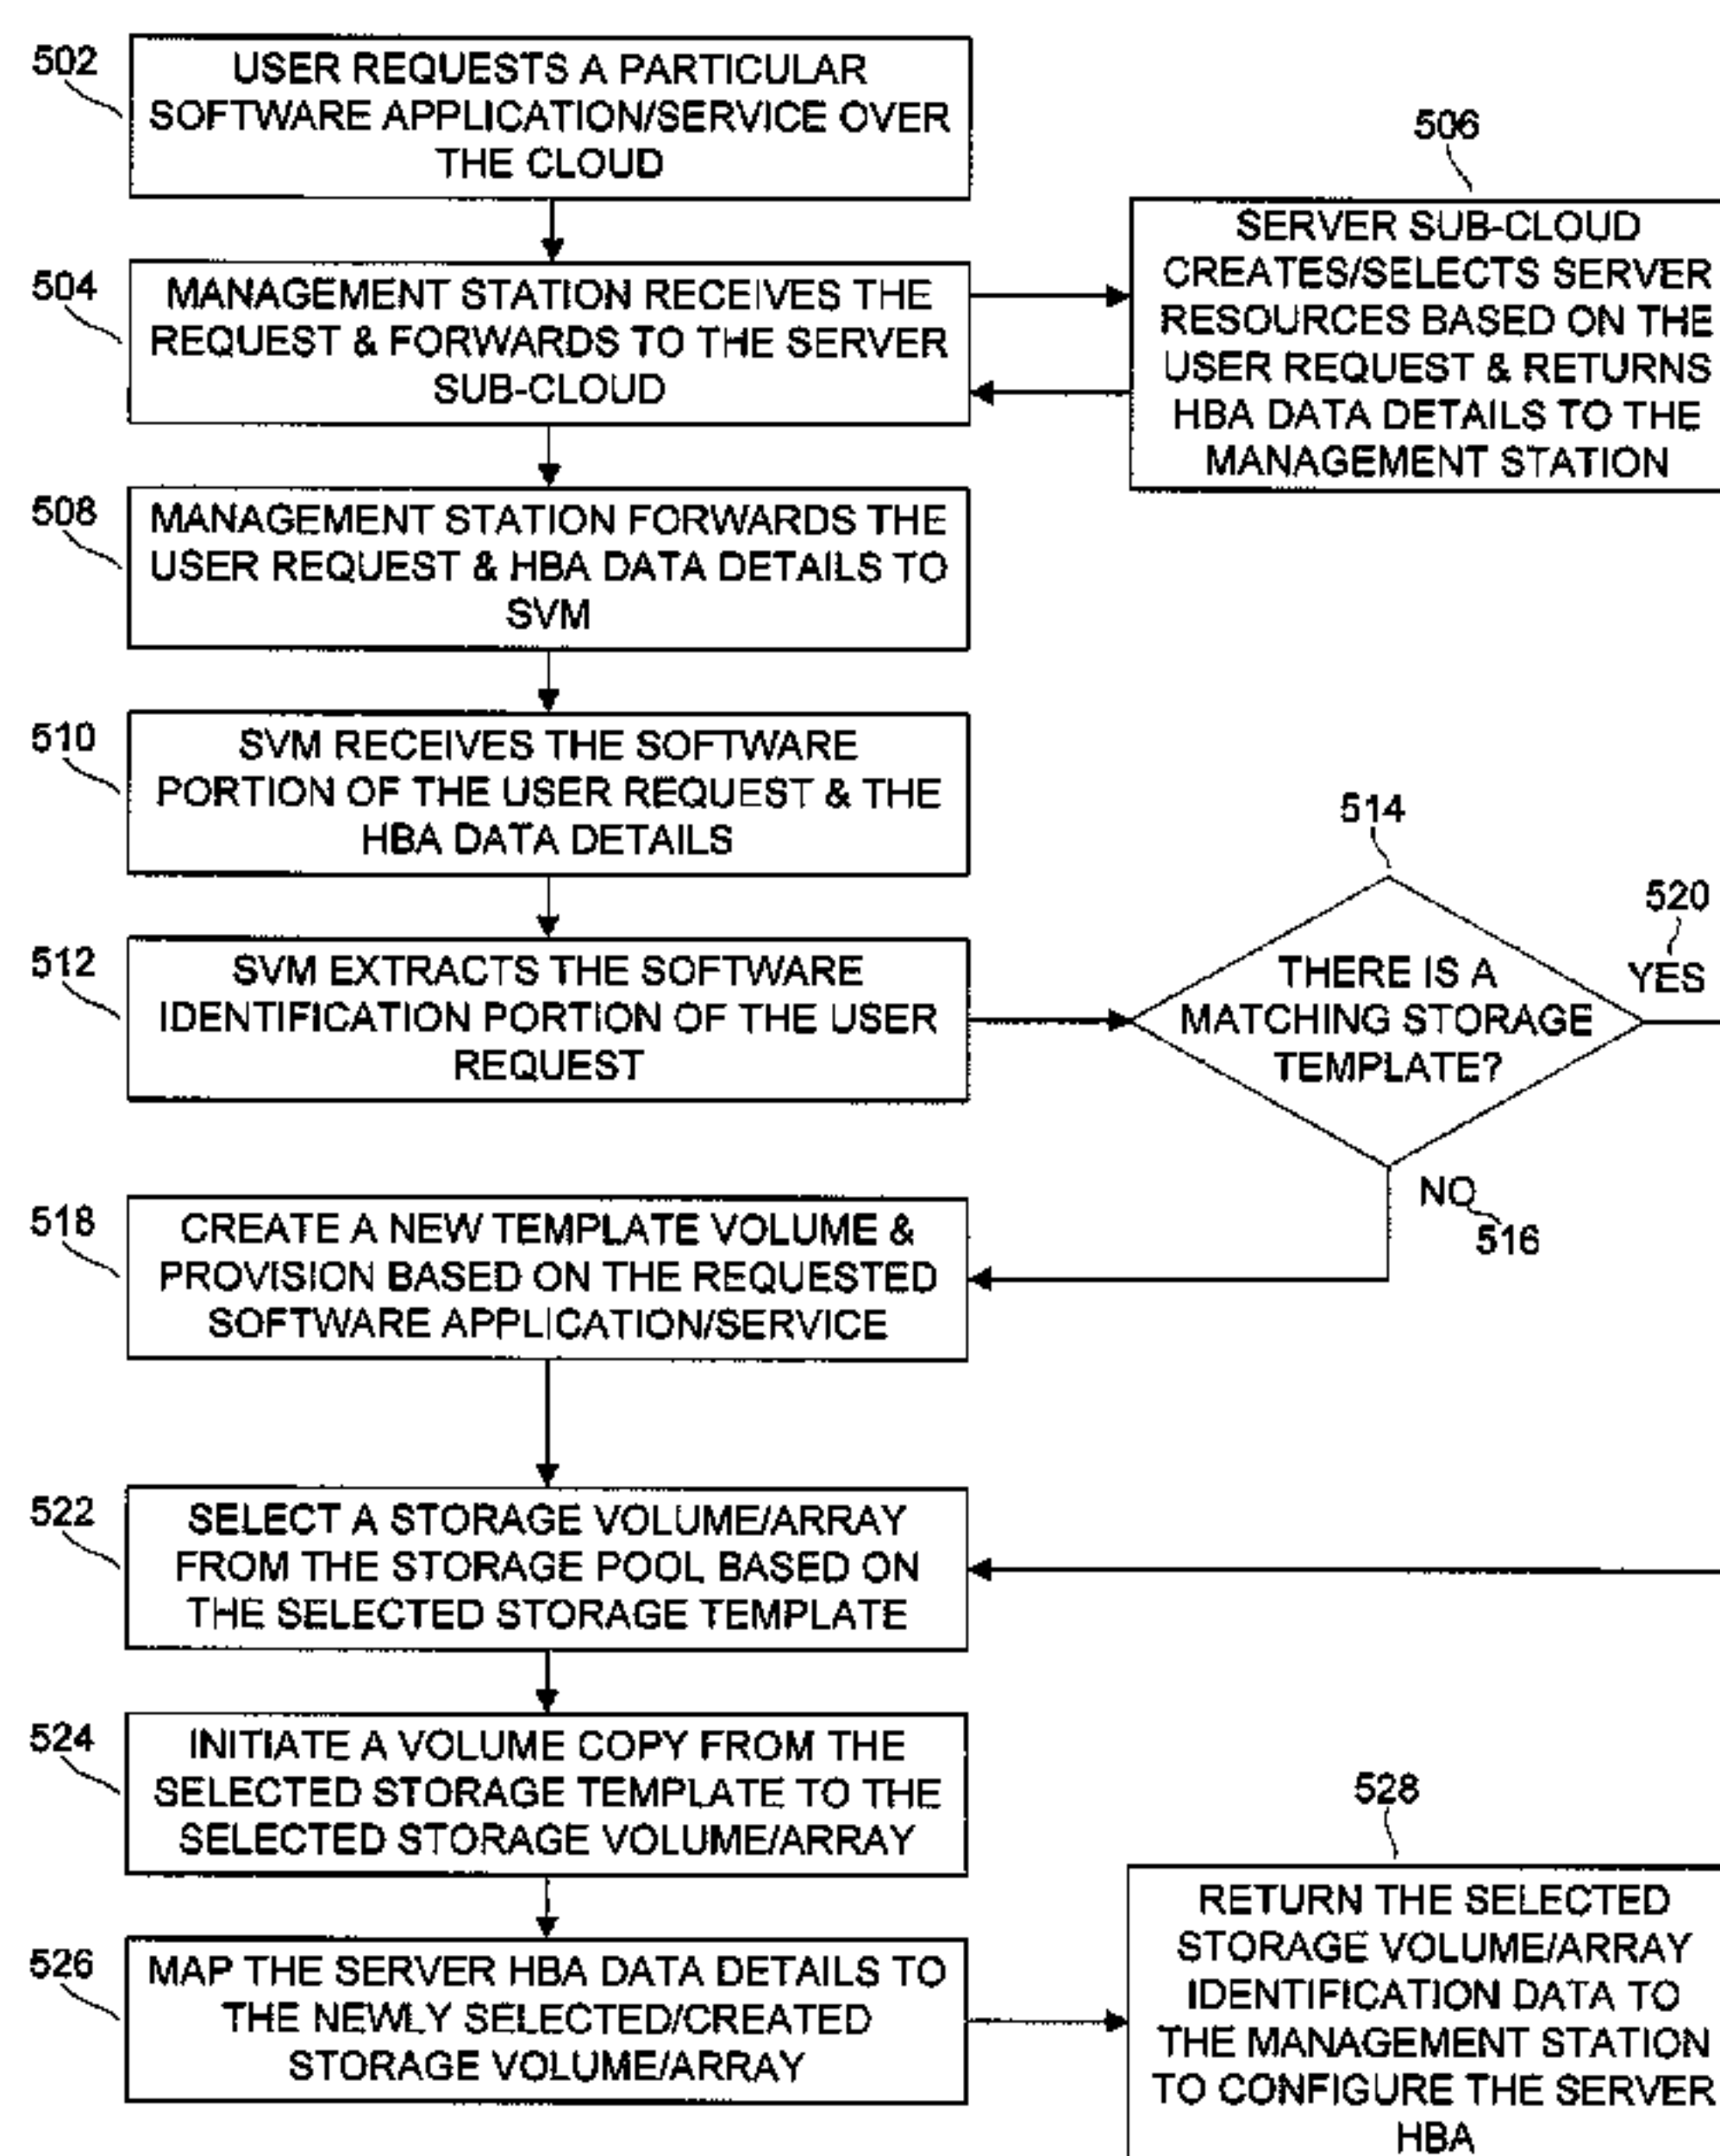 502
USER REQUESTS A PARTICULAR
SOFTWARE APPLICATION/SERVICE OVER
THE CLOUD
504
MANAGEMENT STATION RECEIVES THE
REQUEST & FORWARDS TO THE SERVER
SUB-CLOUD
506
SERVER SUB-CLOUD
CREATES/SELECTS SERVER
RESOURCES BASED ON THE
USER REQUEST & RETURNS
HBA DATA DETAILS TO THE
MANAGEMENT STATION
508
MANAGEMENT STATION FORWARDS THE
USER REQUEST & HBA DATA DETAILS TO
SVM
510
SVM RECEIVES THE SOFTWARE
PORTION OF THE USER REQUEST & THE
HBA DATA DETAILS
512
SVM EXTRACTS THE SOFTWARE
IDENTIFICATION PORTION OF THE USER
REQUEST
514
THERE IS A
MATCHING STORAGE
TEMPLATE?
520
YES
NO
516
518
CREATE A NEW TEMPLATE VOLUME &
PROVISION BASED ON THE REQUESTED
SOFTWARE APPLICATION/SERVICE
522
SELECT A STORAGE VOLUME/ARRAY
FROM THE STORAGE POOL BASED ON
THE SELECTED STORAGE TEMPLATE
524
INITIATE A VOLUME COPY FROM THE
SELECTED STORAGE TEMPLATE TO THE
SELECTED STORAGE VOLUME/ARRAY
526
MAP THE SERVER HBA DATA DETAILS TO
THE NEWLY SELECTED/CREATED
STORAGE VOLUME/ARRAY
528
RETURN THE SELECTED
STORAGE VOLUME/ARRAY
IDENTIFICATION DATA TO
THE MANAGEMENT STATION
TO CONFIGURE THE SERVER
HBA